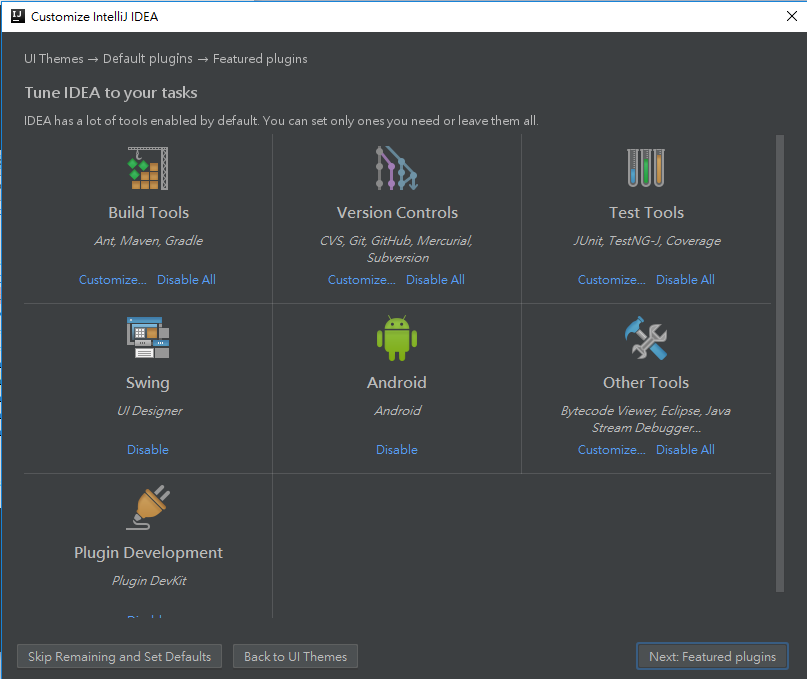 IJ Customize IntelliJ IDEA
UI Themes → Default plugins → Featured plugins
Tune IDEA to your tasks
IDEA has a lot of tools enabled by default. You can set only ones you need or leave them all.
Build Tools
Ant, Maven, Gradle
Customize... Disable All
Version Controls
CVS, Git, GitHub, Mercurial,
Subversion
Customize... Disable All
Test Tools
JUnit, TestNG-J, Coverage
Customize... Disable All
Swing
UI Designer
Disable
Android
Android
Disable
Other Tools
Bytecode Viewer, Eclipse, Java
Stream Debugger...
Customize... Disable All
Plugin Development
Plugin DevKit
Disable
Skip Remaining and Set Defaults
Back to UI Themes
Next: Featured plugins